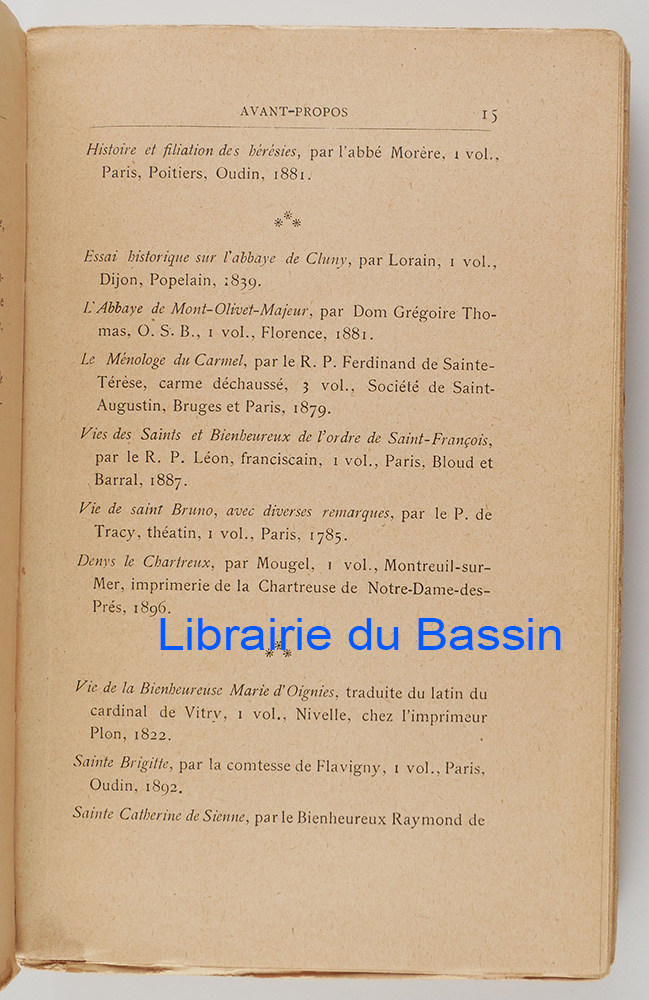 AVANT-PROPOS 15
Histoire et filiation des hérésies, par l'abbé Morère, 1 vol.,
Paris, Poitiers, Oudin, 1881.
⁂
Essai historique sur l'abbaye de Cluny, par Lorain, 1 vol.,
Dijon, Popelain, 1839.
L'Abbaye de Mont-Olivet-Majeur, par Dom Grégoire Tho-
mas, O. S. B., 1 vol., Florence, 1881.
Le Ménologe du Carmel, par le R. P. Ferdinand de Sainte-
Térèse, carme déchaussé, 3 vol., Société de Saint-
Augustin, Bruges et Paris, 1879.
Vies des Saints et Bienheureux de l'ordre de Saint-François,
par le R. P. Léon, franciscain, 1 vol., Paris, Bloud et
Barral, 1887.
Vie de saint Bruno, avec diverses remarques, par le P. de
Tracy, théatin, 1 vol., Paris, 1785.
Denys le Chartreux, par Mougel, 1 vol., Montreuil-sur-
Mer, imprimerie de la Chartreuse de Notre-Dame-des-
Prés, 1896.
Librairie du Bassin
⁂
Vie de la Bienheureuse Marie d'Oignies, traduite du latin du
cardinal de Vitry, 1 vol., Nivelle, chez l'imprimeur
Plon, 1822.
Sainte Brigitte, par la comtesse de Flavigny, 1 vol., Paris,
Oudin, 1892.
Sainte Catherine de Sienne, par le Bienheureux Raymond de